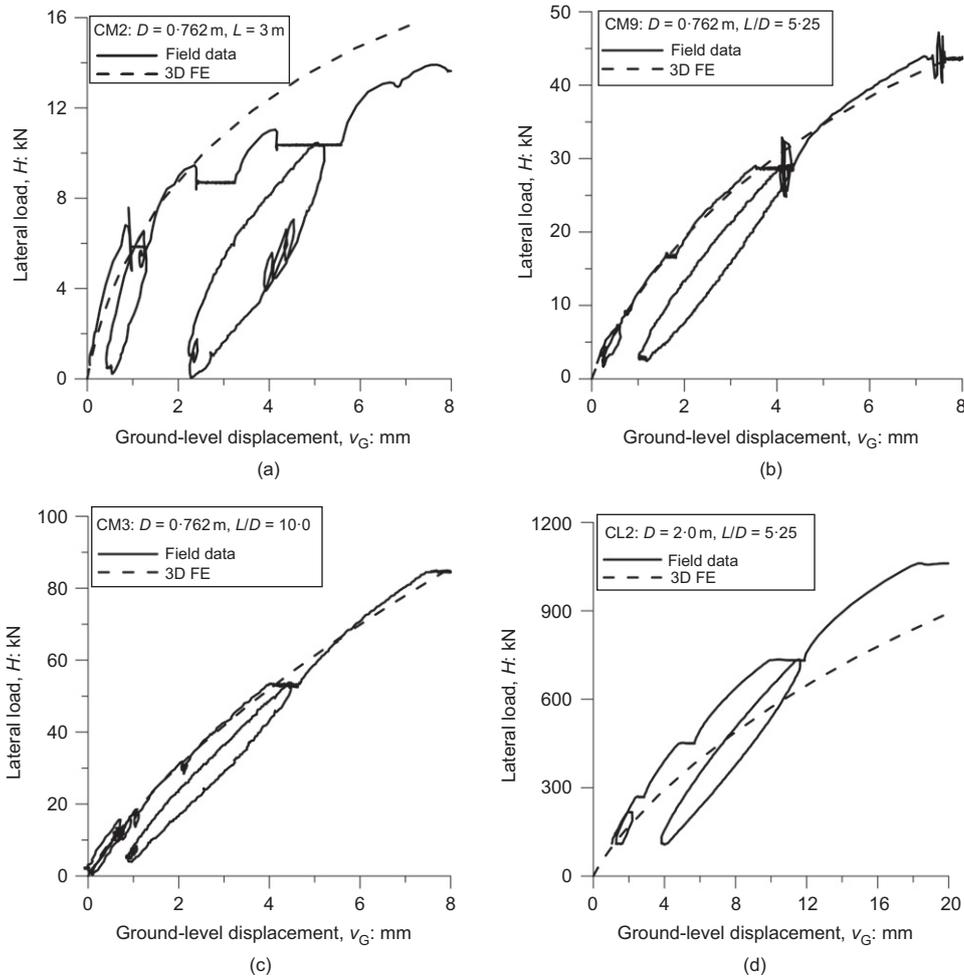 16
12
8
4
0
Lateral load, H: kN
CM2: D = 0·762 m, L = 3 m
Field data
3D FE
0 2 4 6 8
Ground-level displacement, vG: mm
(a)
50
40
30
20
10
0
Lateral load, H: kN
CM9: D = 0·762 m, L/D = 5·25
Field data
3D FE
0 2 4 6 8
Ground-level displacement, vG: mm
(b)
100
80
60
40
20
0
Lateral load, H: kN
CM3: D = 0·762 m, L/D = 10·0
Field data
3D FE
0 2 4 6 8
Ground-level displacement, vG: mm
(c)
1200
900
600
300
0
Lateral load, H: kN
CL2: D = 2·0 m, L/D = 5·25
Field data
3D FE
0 4 8 12 16 20
Ground-level displacement, vG: mm
(d)